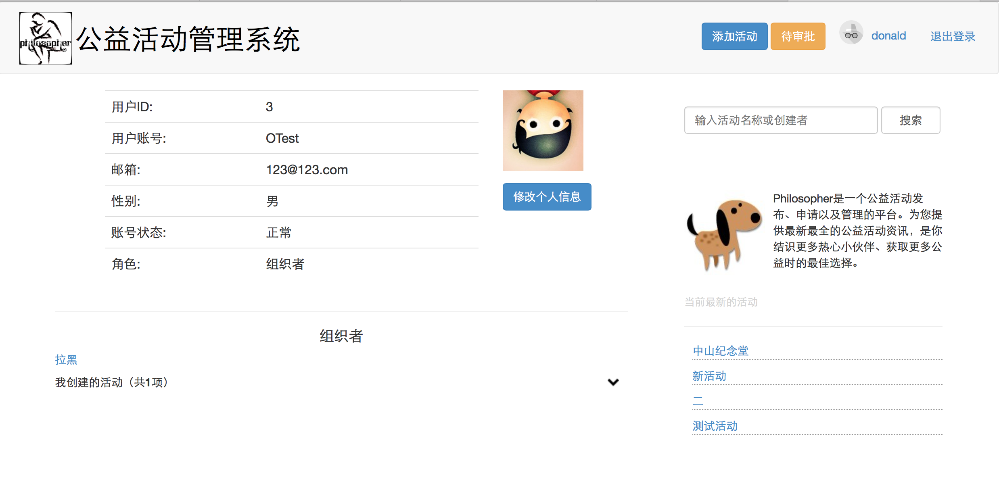 philosopher
公益活动管理系统
添加活动
待审批
donald
退出登录
用户ID: 3
用户账号: OTest
邮箱: 123@123.com
性别: 男
账号状态: 正常
角色: 组织者
修改个人信息
组织者
拉黑
我创建的活动（共1项）
输入活动名称或创建者
搜索
Philosopher是一个公益活动发
布、申请以及管理的平台。为您提
供最新最全的公益活动资讯，是你
结识更多热心小伙伴、获取更多公
益时的最佳选择。
当前最新的活动
中山纪念堂
新活动
二
测试活动